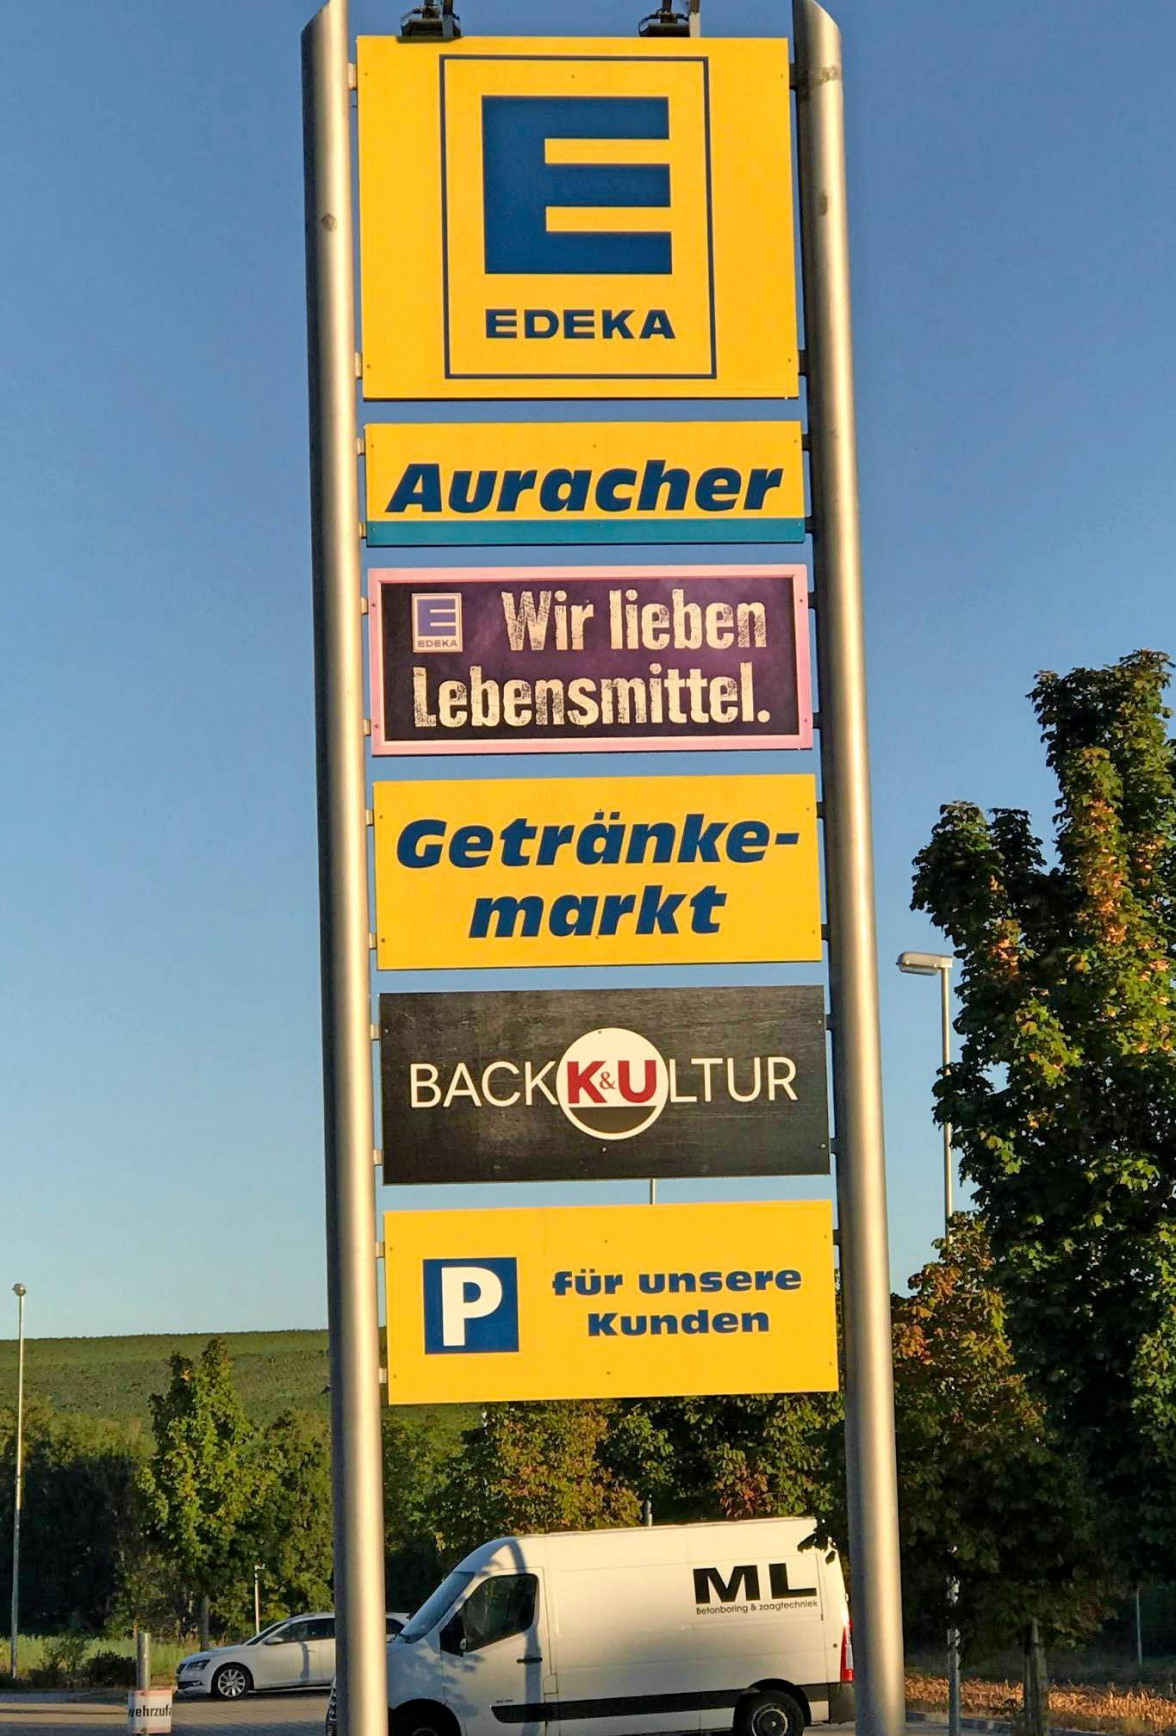 E
EDEKA
Auracher
E
EDEKA
Wir lieben
Lebensmittel.
Getränke-
markt
BACKK&ULTUR
P
für unsere
Kunden
ML
Betonboring & zaagtechniek